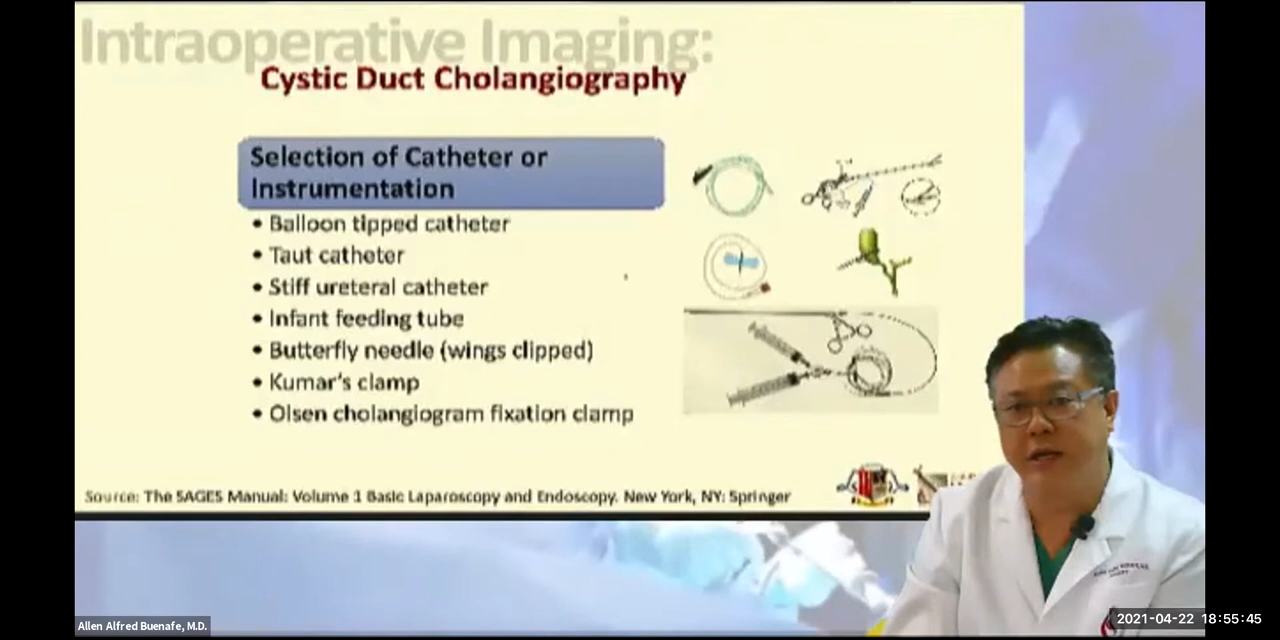 Intraoperative Imaging:
Cystic Duct Cholangiography
Selection of Catheter or
Instrumentation
• Balloon tipped catheter
• Taut catheter
• Stiff ureteral catheter
• Infant feeding tube
• Butterfly needle (wings clipped)
• Kumar's clamp
• Olsen cholangiogram fixation clamp
Source: The SAGES Manual: Volume 1 Basic Laparoscopy and Endoscopy. New York, NY: Springer
Allen Alfred Buenafe, M.D.
2021-04-22 18:55:45